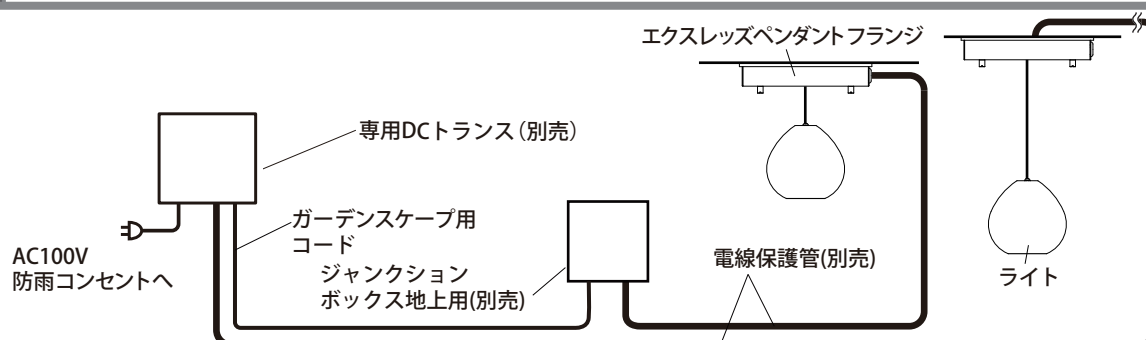 エクスレッズペンダントフランジ
専用DCトランス（別売）
ガーデンスケープ用
コード
AC100V
防雨コンセントへ
ジャンクション
ボックス地上用(別売)
電線保護管(別売)
ライト